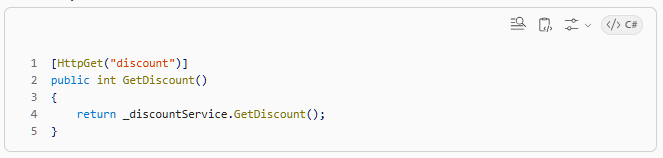 </> C#
1 [HttpGet("discount")]
2 public int GetDiscount()
3 {
4     return _discountService.GetDiscount();
5 }